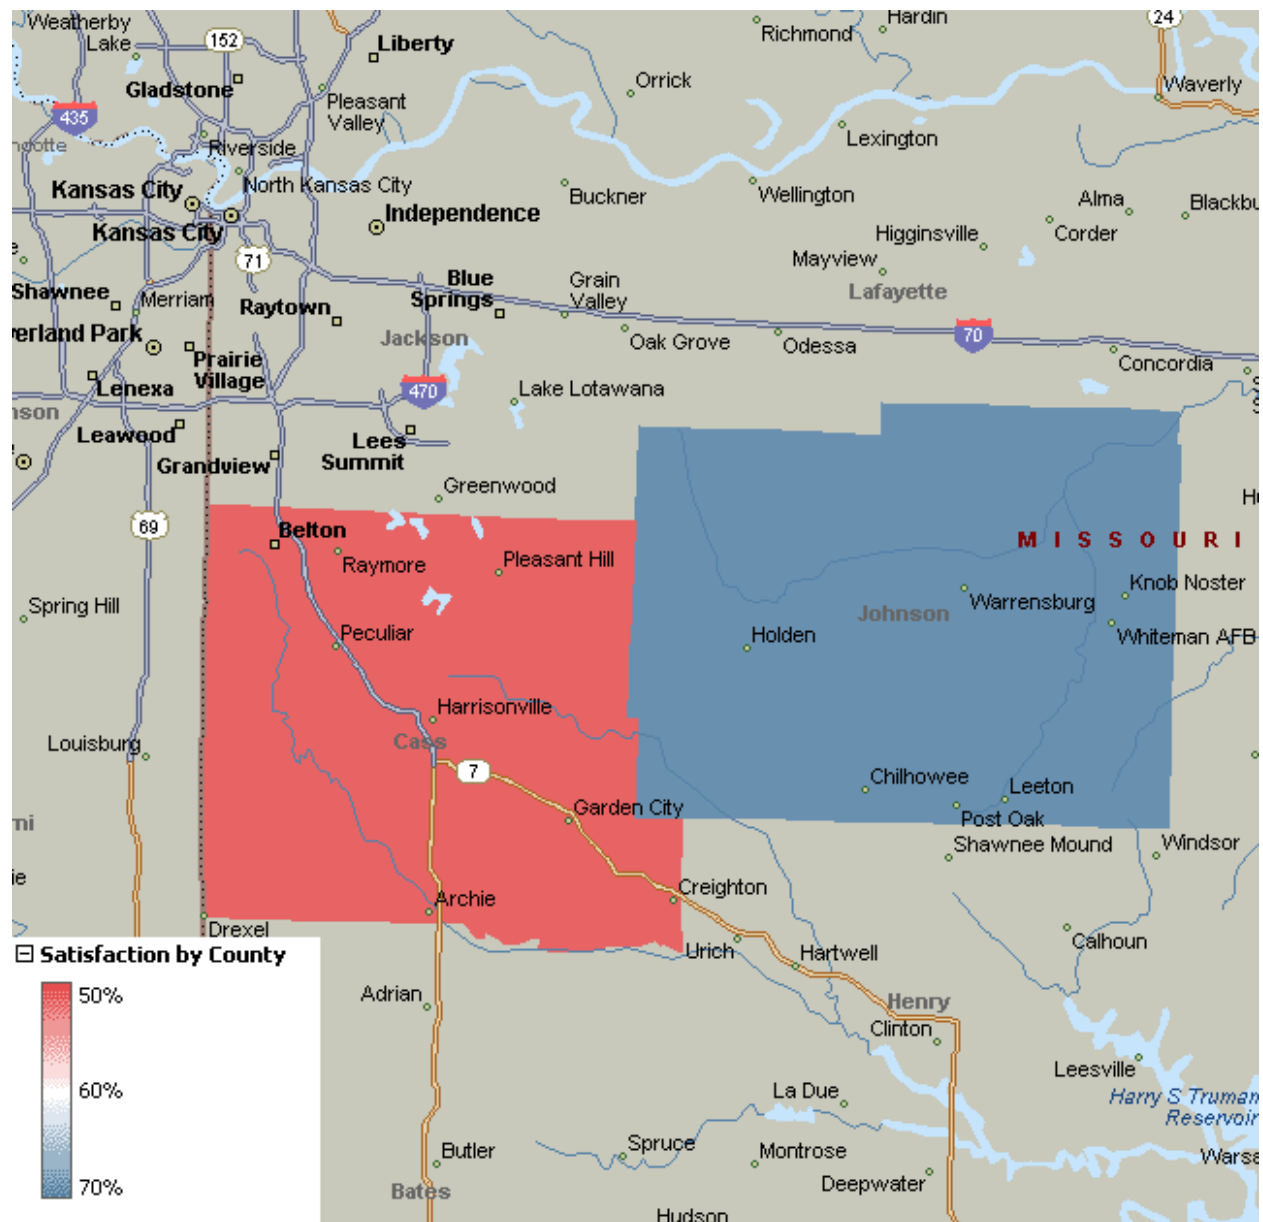 Weatherby
Lake
152
Liberty
Gladstone
Pleasant
Valley
435
Riverside
North Kansas City
Kansas City
Kansas City
Independence
71
Shawnee
Merriam
Raytown
Blue
Springs
Jackson
Prairie
Village
Lenexa
470
Leawood
Grandview
Lees
Summit
Lake Lotawana
Greenwood
Richmond
Hardin
24
Orrick
Waverly
Lexington
Buckner
Wellington
Alma
Corder
Higginsville
Mayview
Lafayette
Grain
Valley
Oak Grove
Odessa
70
Concordia
69
Belton
Raymore
Pleasant Hill
MISSOURI
Knob Noster
Warrensburg
Johnson
Whiteman AFB
Holden
Spring Hill
Peculiar
Harrisonville
Cass
Louisburg
7
Garden City
Chilhowee
Leeton
Post Oak
Shawnee Mound
Windsor
Creighton
Archie
Drexel
Urich
Hartwell
Calhoun
Satisfaction by County
50%
60%
70%
Adrian
Henry
Clinton
Leesville
La Due
Harry S Truman
Reservoir
Butler
Spruce
Montrose
Deepwater
Bates
Hudson